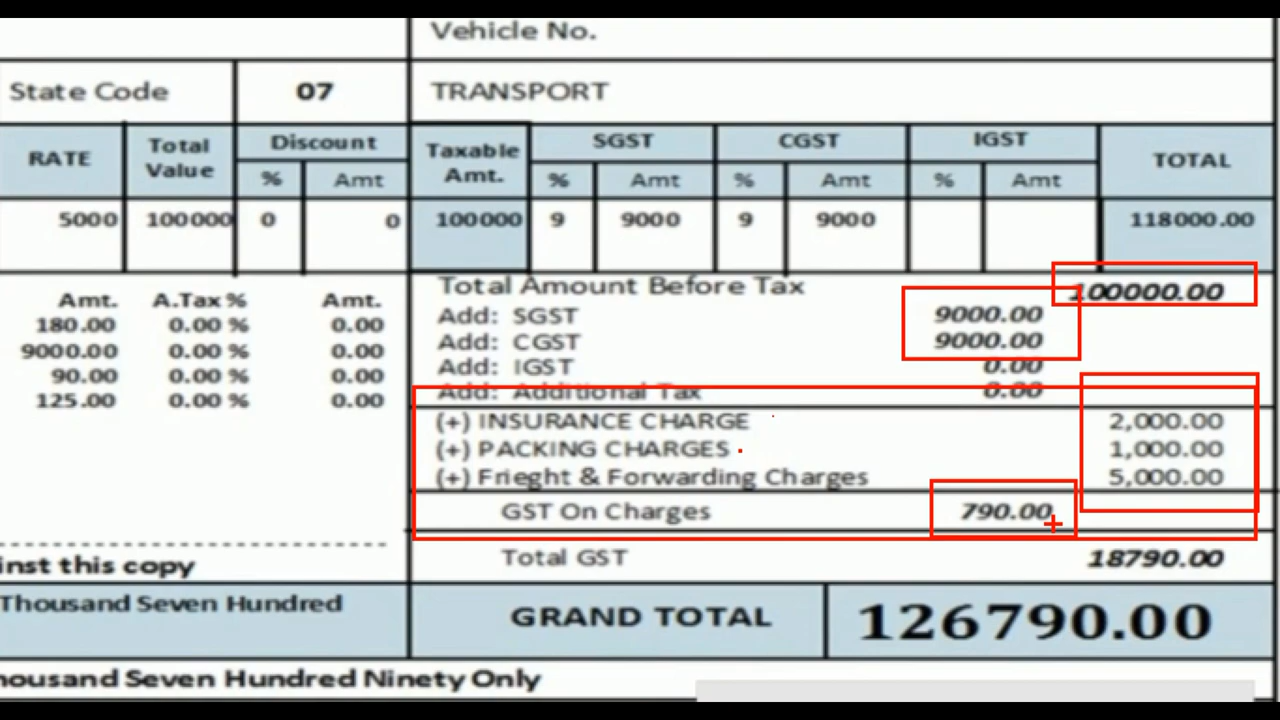 Vehicle No.
State Code 07 TRANSPORT
RATE Total Value Discount Taxable Amt. SGST CGST IGST TOTAL
% Amt % Amt % Amt % Amt
5000 100000 0 0 100000 9 9000 9 9000 118000.00
Total Amount Before Tax 100000.00
Amt. A.Tax % Amt.
180.00 0.00 % 0.00 Add: SGST 9000.00
9000.00 0.00 % 0.00 Add: CGST 9000.00
90.00 0.00 % 0.00 Add: IGST 0.00
125.00 0.00 % 0.00 Add: Additional Tax 0.00
(+) INSURANCE CHARGE 2,000.00
(+) PACKING CHARGES 1,000.00
(+) Frieght & Forwarding Charges 5,000.00
GST On Charges 790.00
inst this copy Total GST 18790.00
Thousand Seven Hundred GRAND TOTAL 126790.00
housand Seven Hundred Ninety Only